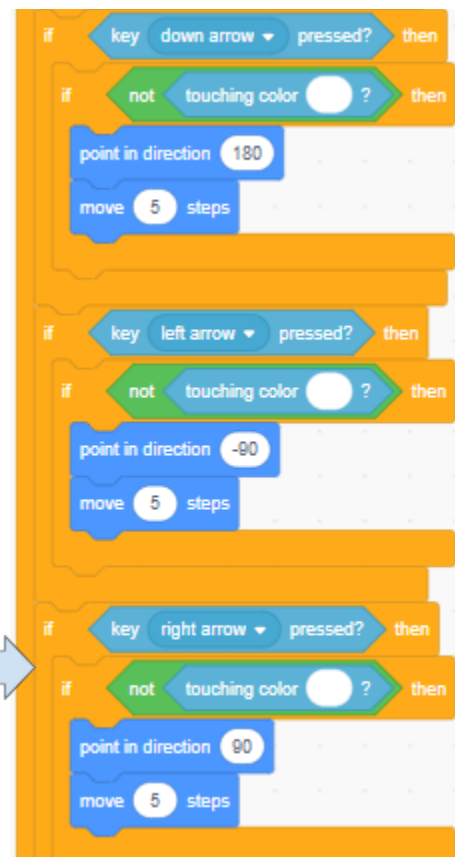 if key down arrow pressed? then
if not touching color ? then
point in direction 180
move 5 steps
if key left arrow pressed? then
if not touching color ? then
point in direction -90
move 5 steps
if key right arrow pressed? then
if not touching color ? then
point in direction 90
move 5 steps